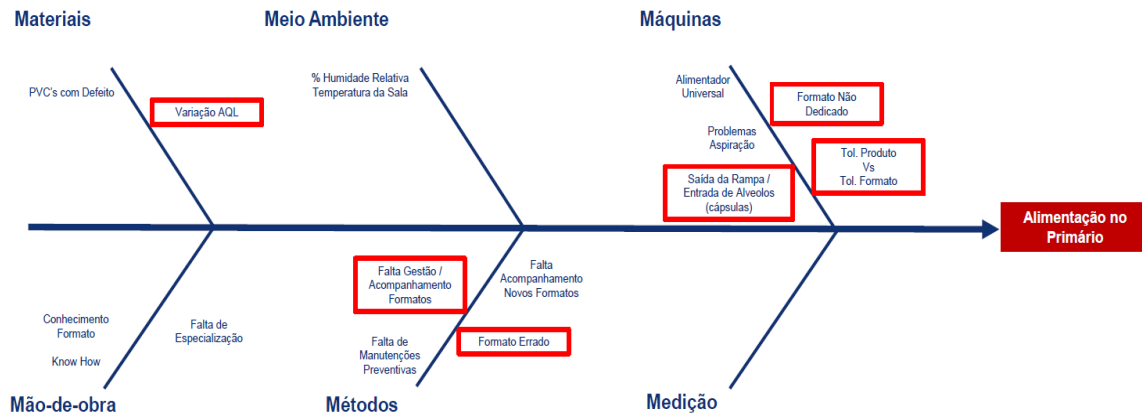 Materiais
Meio Ambiente
Máquinas
PVC's com Defeito
Variação AQL
% Humidade Relativa
Temperatura da Sala
Alimentador
Universal
Formato Não
Dedicado
Problemas
Aspiração
Tol. Produto
Vs
Tol. Formato
Saída da Rampa /
Entrada de Alveolos
(cápsulas)
Alimentação no
Primário
Falta Gestão /
Acompanhamento
Formatos
Falta
Acompanhamento
Novos Formatos
Conhecimento
Formato
Know How
Falta de
Especialização
Falta de
Manutenções
Preventivas
Formato Errado
Mão-de-obra
Métodos
Medição